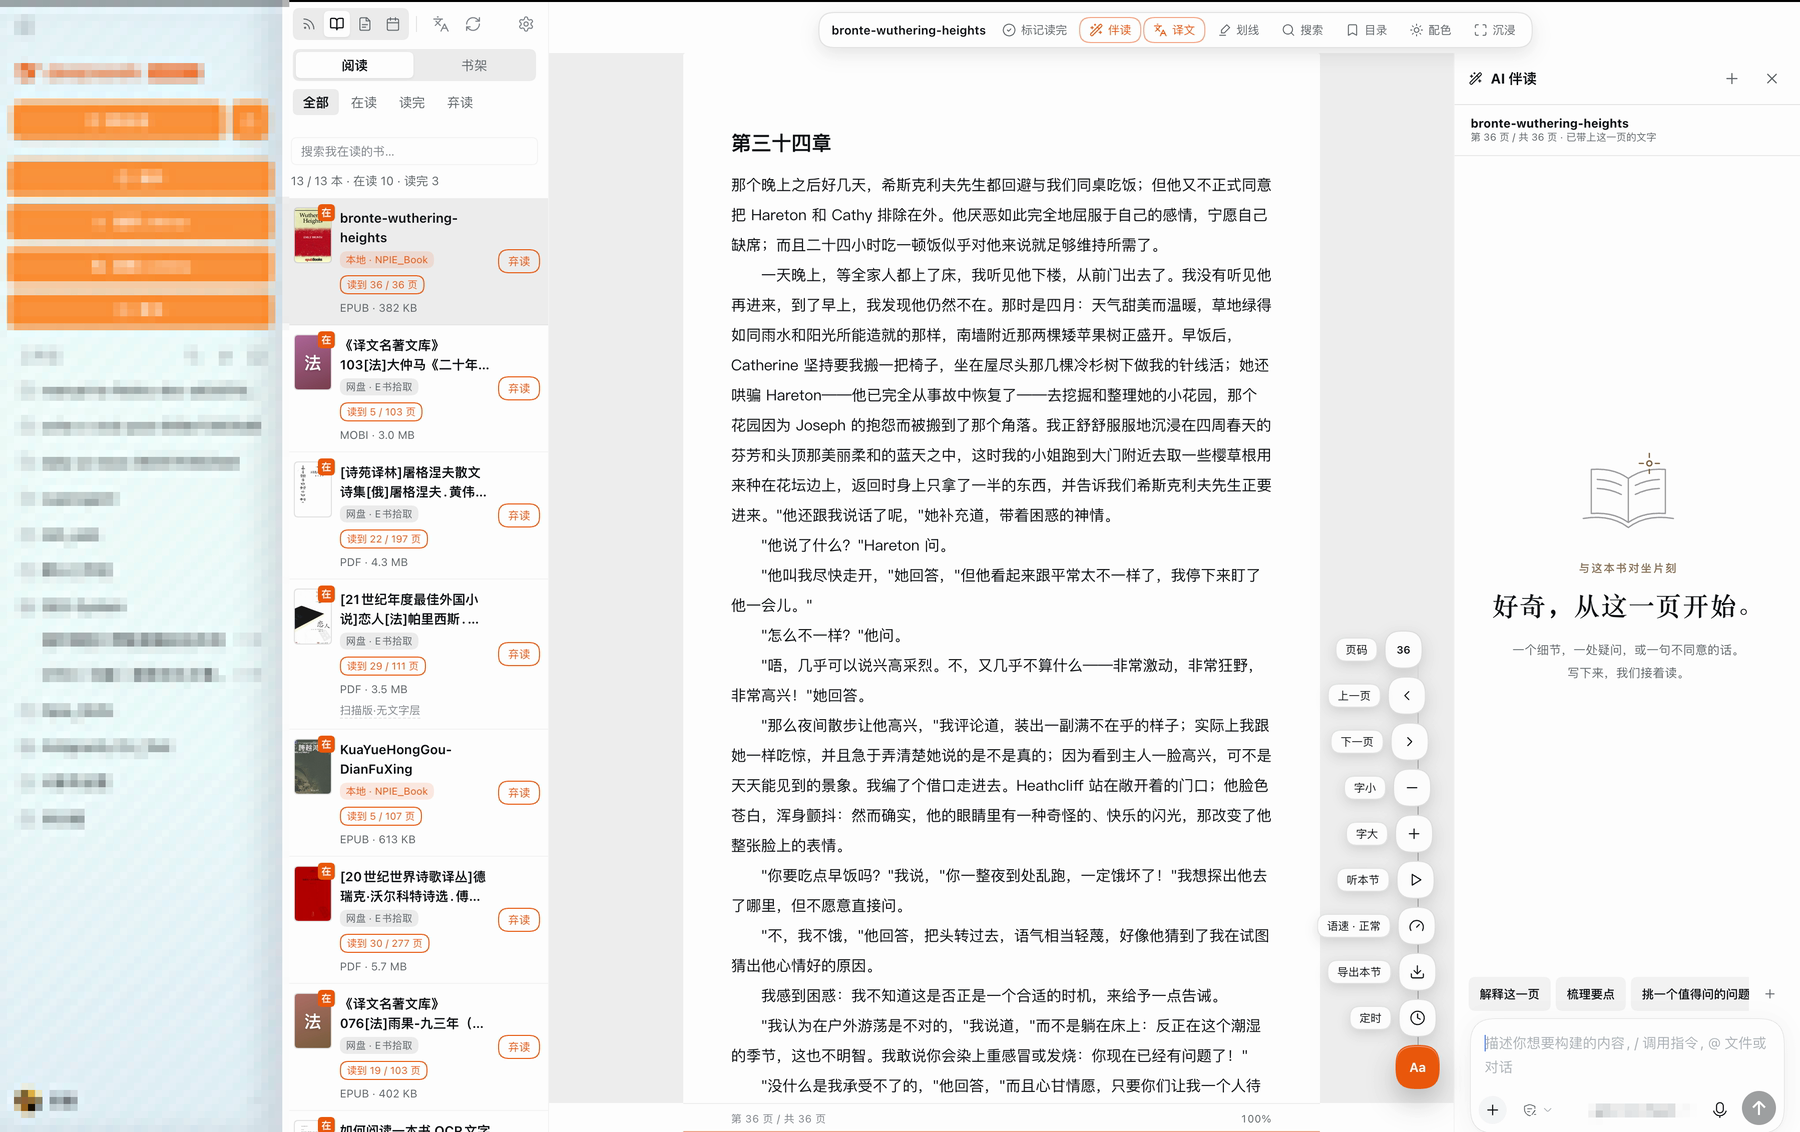 bronte-wuthering-heights
标记读完
伴读
译文
划线
搜索
目录
配色
沉浸
阅读
书架
全部
在读
读完
弃读
搜索我在读的书...
13 / 13 本 · 在读 10 · 读完 3
在
bronte-wuthering-
heights
本地 · NPIE_Book
读到 36 / 36 页
EPUB · 382 KB
弃读
法
在
《译文名著文库》
103[法]大仲马《二十年...
网盘 · E书拾取
读到 5 / 103 页
MOBI · 3.0 MB
弃读
在
[诗苑译林]屠格涅夫散文
诗集[俄]屠格涅夫.黄伟...
网盘 · E书拾取
读到 22 / 197 页
PDF · 4.3 MB
弃读
在
[21世纪年度最佳外国小
说]恋人[法]帕里西斯....
网盘 · E书拾取
读到 29 / 111 页
PDF · 3.5 MB
扫描版·无文字层
弃读
在
KuaYueHongGou-
DianFuXing
本地 · NPIE_Book
读到 5 / 107 页
EPUB · 613 KB
弃读
在
[20世纪世界诗歌译丛]德
瑞克·沃尔科特诗选.傅...
网盘 · E书拾取
读到 30 / 277 页
PDF · 5.7 MB
弃读
法
在
《译文名著文库》
076[法]雨果-九三年（...
网盘 · E书拾取
读到 19 / 103 页
EPUB · 402 KB
弃读
在
如何阅读一本书 OCR文字
第三十四章
那个晚上之后好几天，希斯克利夫先生都回避与我们同桌吃饭；但他又不正式同意
把 Hareton 和 Cathy 排除在外。他厌恶如此完全地屈服于自己的感情，宁愿自己
缺席；而且二十四小时吃一顿饭似乎对他来说就足够维持所需了。
一天晚上，等全家人都上了床，我听见他下楼，从前门出去了。我没有听见他
再进来，到了早上，我发现他仍然不在。那时是四月：天气甜美而温暖，草地绿得
如同雨水和阳光所能造就的那样，南墙附近那两棵矮苹果树正盛开。早饭后，
Catherine 坚持要我搬一把椅子，坐在屋尽头那几棵冷杉树下做我的针线活；她还
哄骗 Hareton——他已完全从事故中恢复了——去挖掘和整理她的小花园，那个
花园因为 Joseph 的抱怨而被搬到了那个角落。我正舒舒服服地沉浸在四周春天的
芬芳和头顶那美丽柔和的蓝天之中，这时我的小姐跑到大门附近去取一些樱草根用
来种在花坛边上，返回时身上只拿了一半的东西，并告诉我们希斯克利夫先生正要
进来。"他还跟我说话了呢，"她补充道，带着困惑的神情。
"他说了什么？"Hareton 问。
"他叫我尽快走开，"她回答，"但他看起来跟平常太不一样了，我停下来盯了
他一会儿。"
"怎么不一样？"他问。
"唔，几乎可以说兴高采烈。不，又几乎不算什么——非常激动，非常狂野，
非常高兴！"她回答。
"那么夜间散步让他高兴，"我评论道，装出一副满不在乎的样子；实际上我跟
她一样吃惊，并且急于弄清楚她说的是不是真的；因为看到主人一脸高兴，可不是
天天能见到的景象。我编了个借口走进去。Heathcliff 站在敞开着的门口；他脸色
苍白，浑身颤抖：然而确实，他的眼睛里有一种奇怪的、快乐的闪光，那改变了他
整张脸上的表情。
"你要吃点早饭吗？"我说，"你一整夜到处乱跑，一定饿坏了！"我想探出他去
了哪里，但不愿意直接问。
"不，我不饿，"他回答，把头转过去，语气相当轻蔑，好像他猜到了我在试图
猜出他心情好的原因。
我感到困惑：我不知道这是否正是一个合适的时机，来给予一点告诫。
"我认为在户外游荡是不对的，"我说道，"而不是躺在床上：反正在这个潮湿
的季节，这也不明智。我敢说你会染上重感冒或发烧：你现在已经有问题了！"
"没什么是我承受不了的，"他回答，"而且心甘情愿，只要你们让我一个人待
第 36 页 / 共 36 页
100%
页码
36
上一页
下一页
字小
字大
听本节
语速 · 正常
导出本节
定时
Aa
AI 伴读
bronte-wuthering-heights
第 36 页 / 共 36 页 · 已带上这一页的文字
与这本书对坐片刻
好奇，从这一页开始。
一个细节，一处疑问，或一句不同意的话。
写下来，我们接着读。
解释这一页
梳理要点
挑一个值得问的问题
描述你想要构建的内容, / 调用指令, @ 文件或
对话